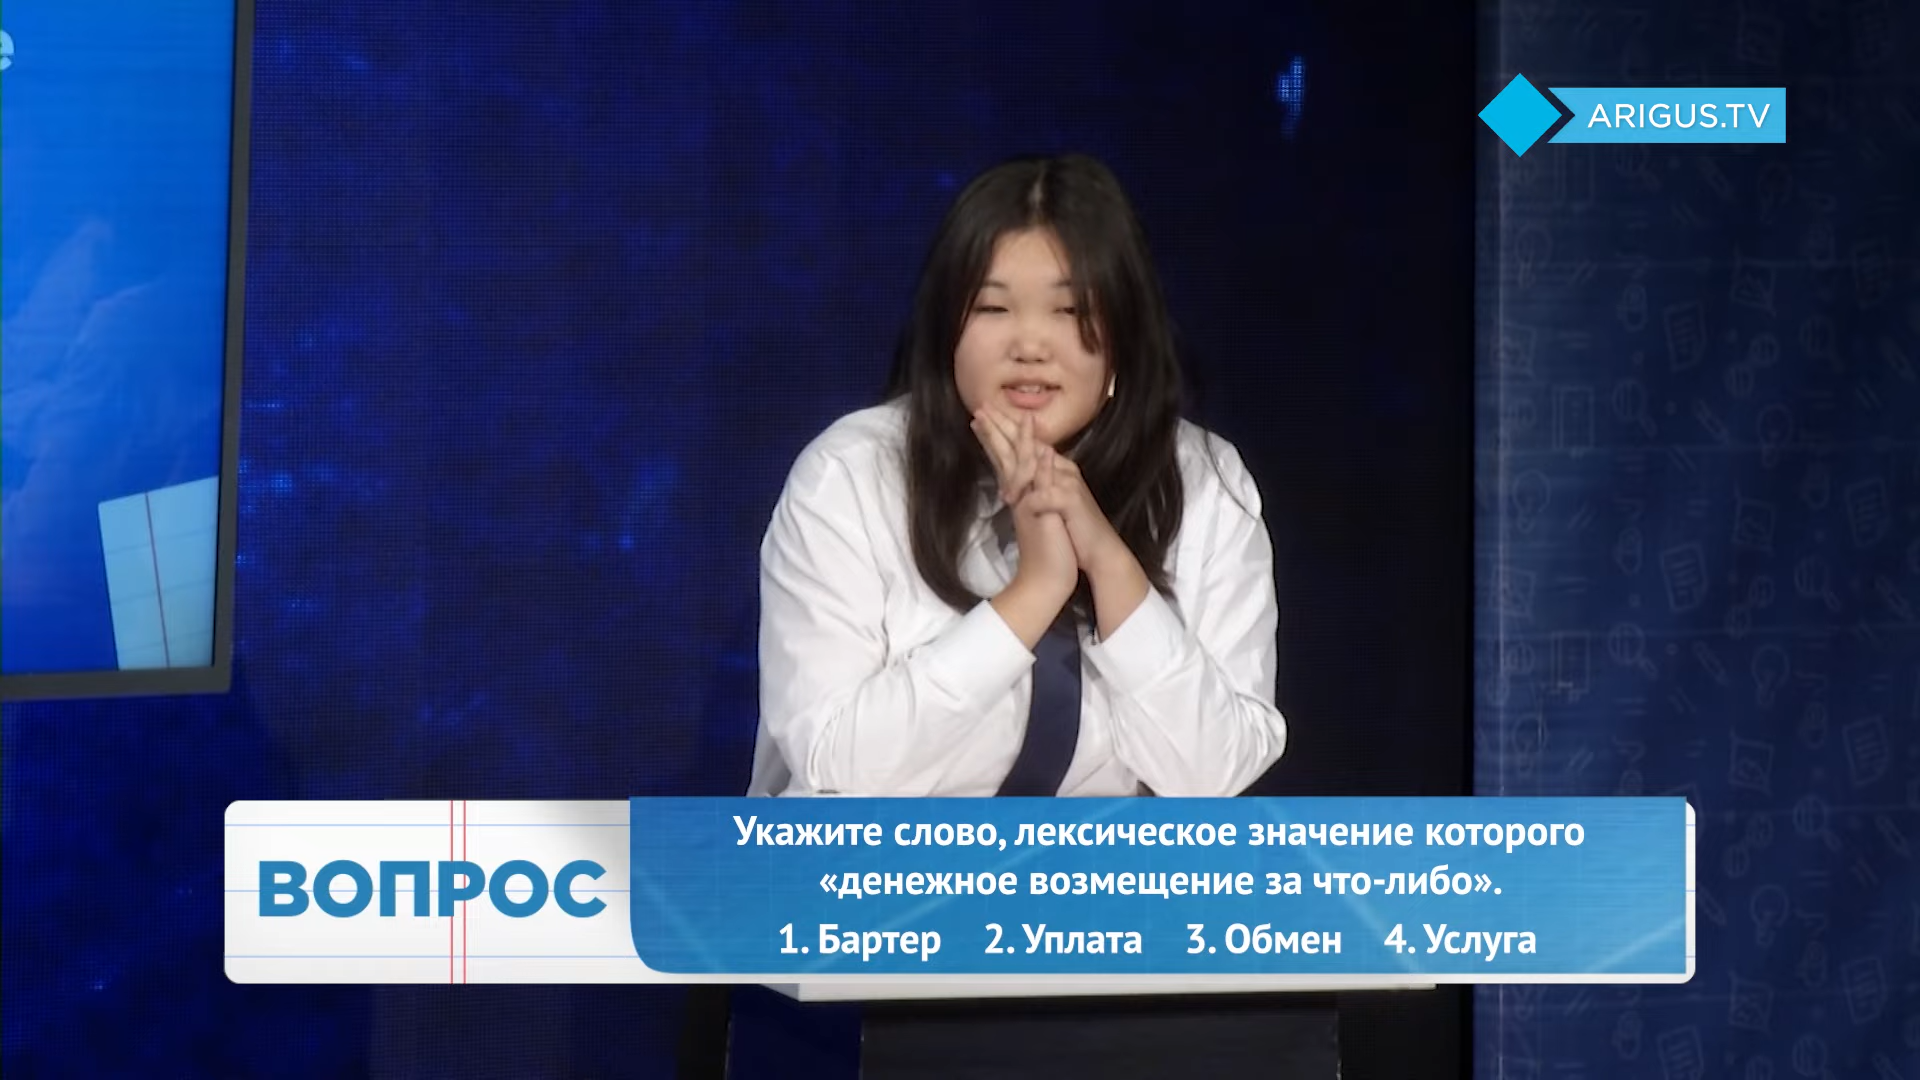 е
ARIGUS.TV
ВОПРОС
Укажите слово, лексическое значение которого
«денежное возмещение за что-либо».
1. Бартер 2. Уплата 3. Обмен 4. Услуга